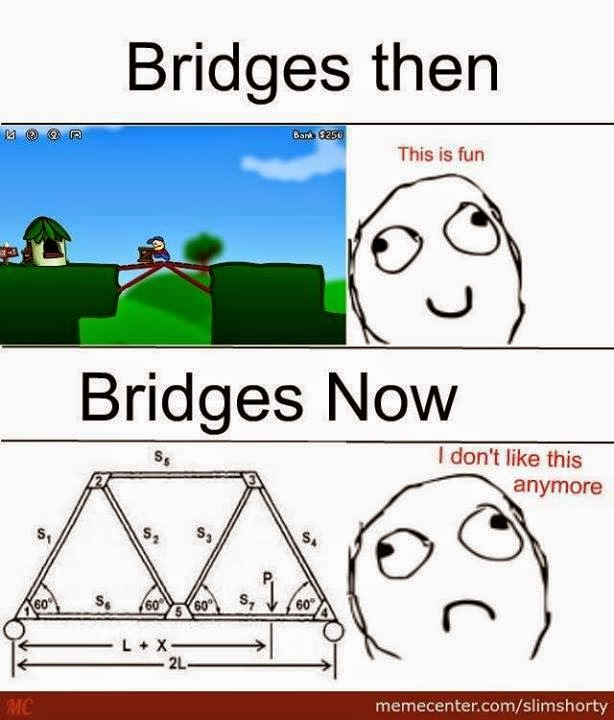 Bridges then
Bank $256
This is fun
Bridges Now
I don't like this
anymore
S₅
2
3
S₁
S₂
S₃
S₄
P
60°
S₆
60°
60°
S₇
60°
1
5
4
L + X
2L
MC
memecenter.com/slimshorty